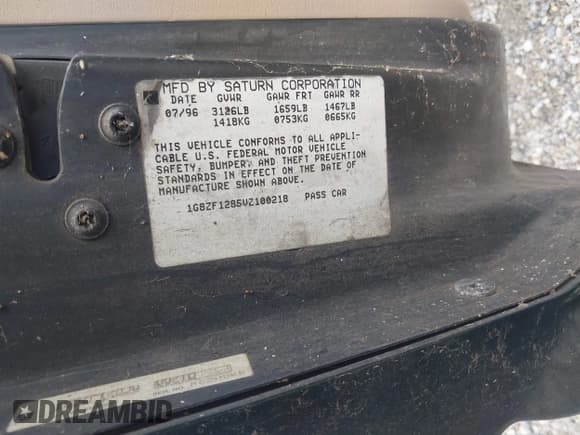 MFD BY SATURN CORPORATION
DATE GVWR GAWR FRT GAWR RR
07/96 3126LB 1659LB 1467LB
1418KG 0753KG 0665KG
THIS VEHICLE CONFORMS TO ALL APPLI-
CABLE U.S. FEDERAL MOTOR VEHICLE
SAFETY, BUMPER, AND THEFT PREVENTION
STANDARDS IN EFFECT ON THE DATE OF
MANUFACTURE SHOWN ABOVE.
1G8ZF1285VZ100218 PASS CAR
DREAMBID